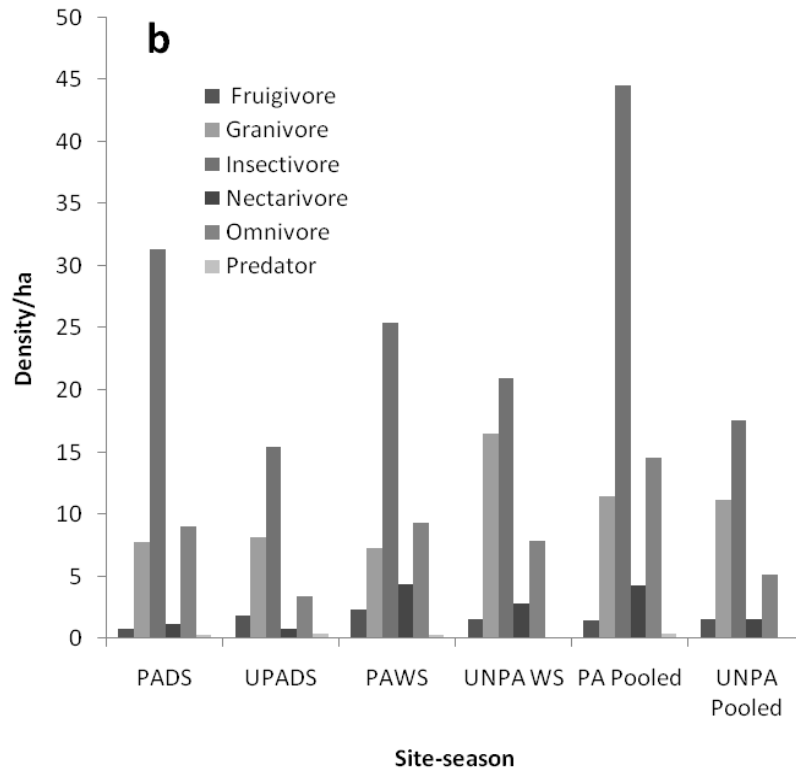 b
50
45
40
35
30
25
20
15
10
5
0
Density/ha
Fruigivore
Granivore
Insectivore
Nectarivore
Omnivore
Predator
PADS UPADS PAWS UNPA WS PA Pooled UNPA
Pooled
Site-season